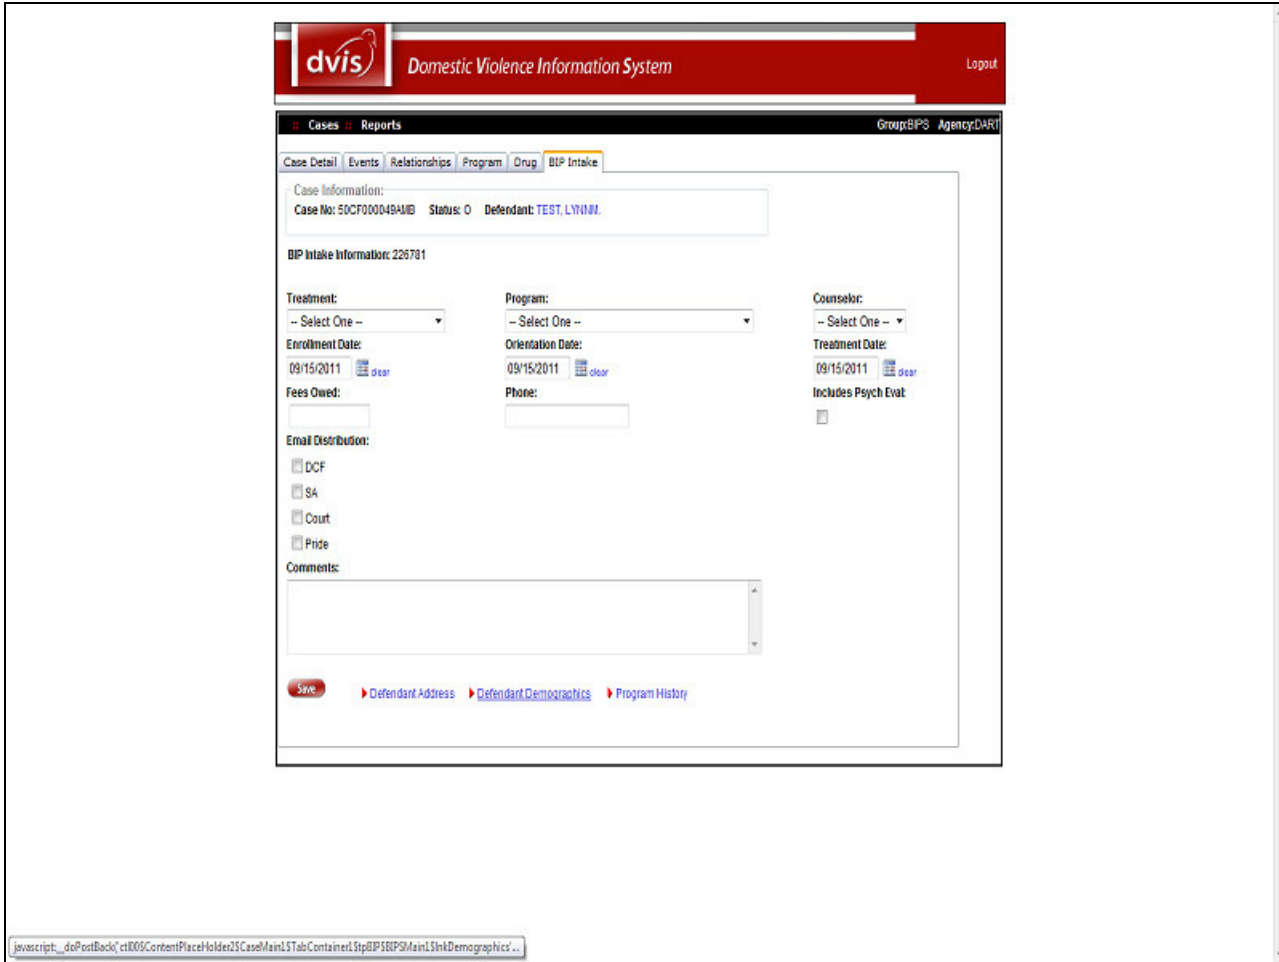 dvis
Domestic Violence Information System
Logout
:: Cases :: Reports
Group:BIPS Agency:DART
Case Detail Events Relationships Program Drug BIP Intake
Case Information:
Case No: 50CF000049AMB Status: O Defendant: TEST, LYNNM.
BIP Intake Information: 226781
Treatment: Program: Counselor:
-- Select One -- -- Select One -- -- Select One --
Enrollment Date: Orientation Date: Treatment Date:
09/15/2011 clear 09/15/2011 clear 09/15/2011 clear
Fees Owed: Phone: Includes Psych Eval:
Email Distribution:
DCF
SA
Court
Pride
Comments:
Save Defendant Address Defendant Demographics Program History
javascript:__doPostBack('ctl00$ContentPlaceHolder2$CaseMain1$TabContainer1$tpBIP$BIPSMain1$lnkDemographics'...